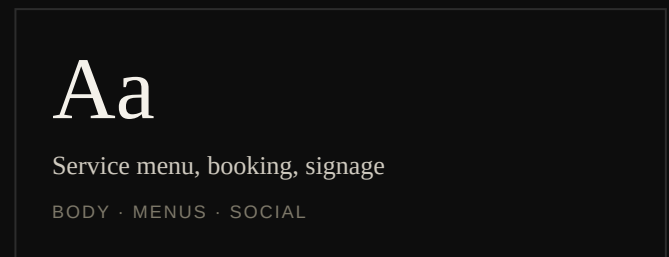 Aa
Service menu, booking, signage
BODY · MENUS · SOCIAL